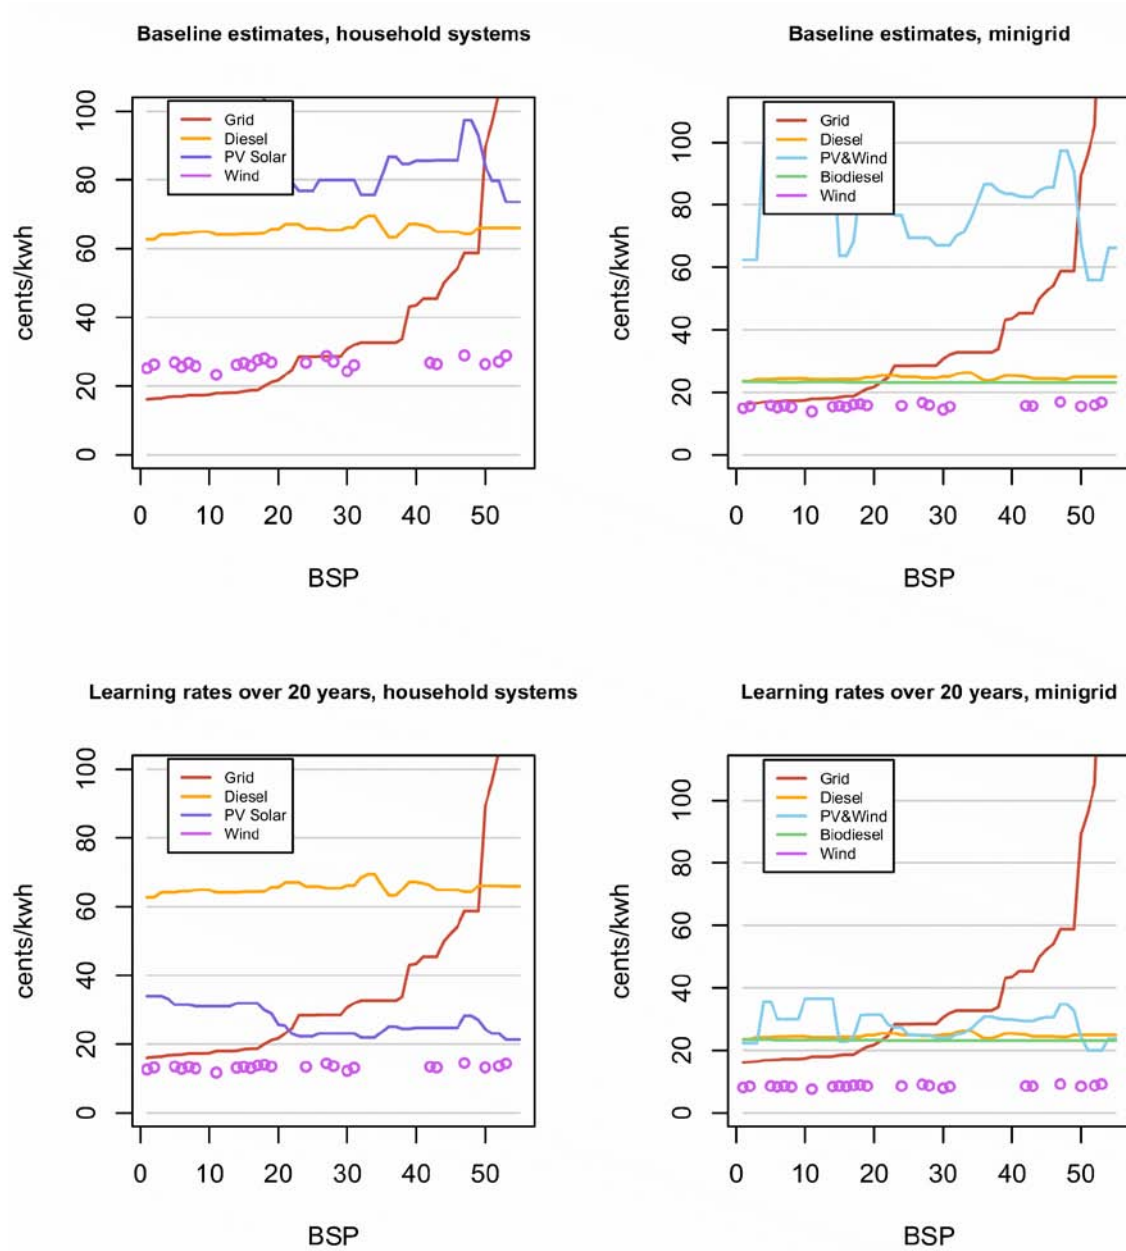 Baseline estimates, household systems
cents/kwh
100
80
60
40
20
0
Grid
Diesel
PV Solar
Wind
0 10 20 30 40 50
BSP
Baseline estimates, minigrid
cents/kwh
100
80
60
40
20
0
Grid
Diesel
PV&Wind
Biodiesel
Wind
0 10 20 30 40 50
BSP
Learning rates over 20 years, household systems
cents/kwh
100
80
60
40
20
0
Grid
Diesel
PV Solar
Wind
0 10 20 30 40 50
BSP
Learning rates over 20 years, minigrid
cents/kwh
100
80
60
40
20
0
Grid
Diesel
PV&Wind
Biodiesel
Wind
0 10 20 30 40 50
BSP